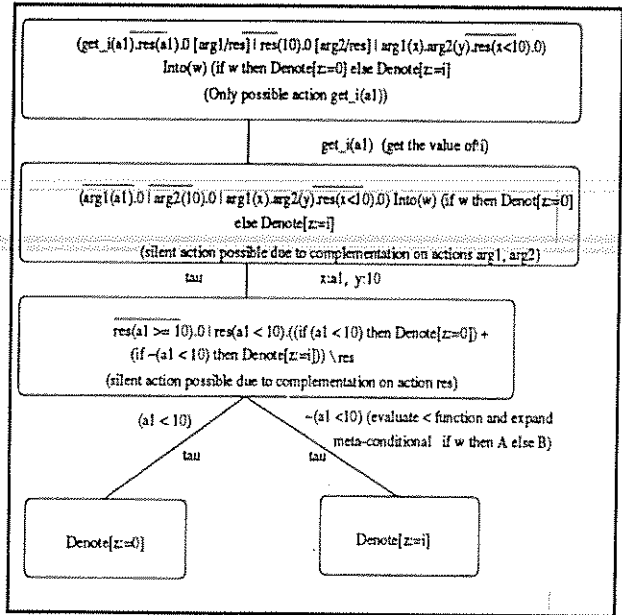 (get_i(a1).res(a1).0 [arg1/res] | res(10).0 [arg2/res] | arg1(x).arg2(y).res(x<10).0)
Into(w) (if w then Denote[z:=0] else Denote[z:=i]
(Only possible action get_i(a1))
get_i(a1) (get the value of i)
(arg1(a1).0 | arg2(10).0 | arg1(x).arg2(y).res(x<10).0) Into(w) (if w then Denot[z:=0]
else Denote[z:=i]
(silent action possible due to complementation on actions arg1, arg2)
tau x:a1, y:10
res(a1 >= 10).0 | res(a1 < 10).((if (a1 < 10) then Denote[z:=0]) +
(if ~(a1 < 10) then Denote[z:=i])) \ res
(silent action possible due to complementation on action res)
(a1 < 10) ~(a1 <10) (evaluate < function and expand
meta-conditional if w then A else B)
tau tau
Denote[z:=0] Denote[z:=i]